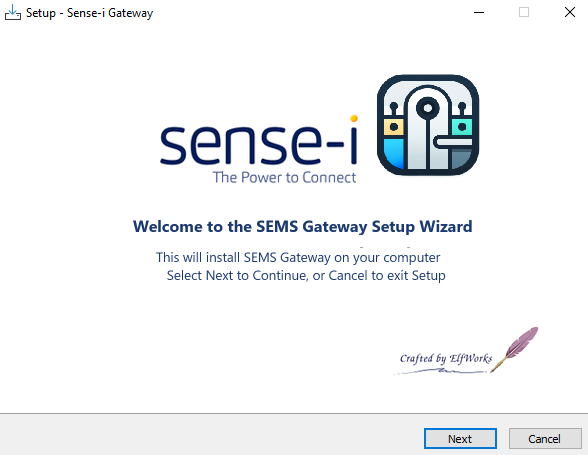 Setup - Sense-i Gateway
sense-i
The Power to Connect
Welcome to the SEMS Gateway Setup Wizard
This will install SEMS Gateway on your computer
Select Next to Continue, or Cancel to exit Setup
Crafted by ElfWorks
Next
Cancel